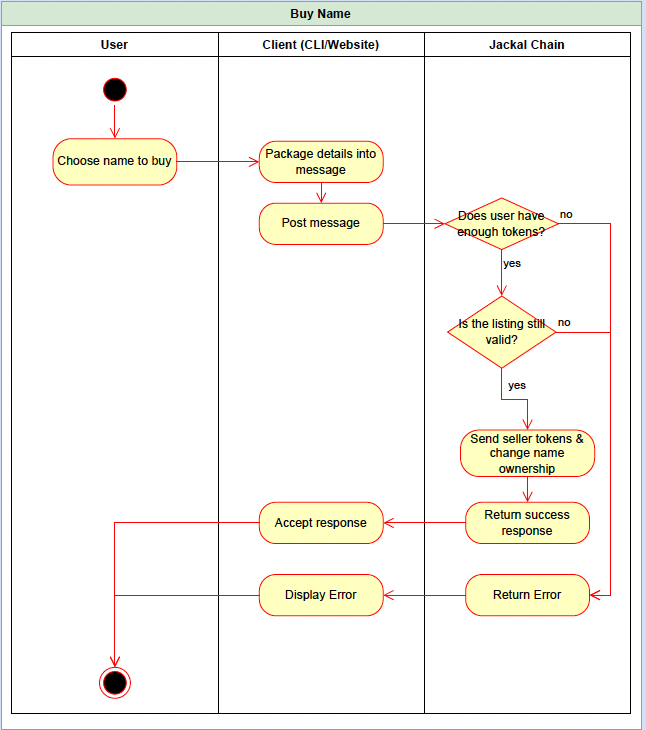 Buy Name
User
Client (CLI/Website)
Jackal Chain
Choose name to buy
Package details into
message
Post message
Does user have
enough tokens?
no
yes
Is the listing still
valid?
no
yes
Send seller tokens &
change name
ownership
Return success
response
Accept response
Return Error
Display Error